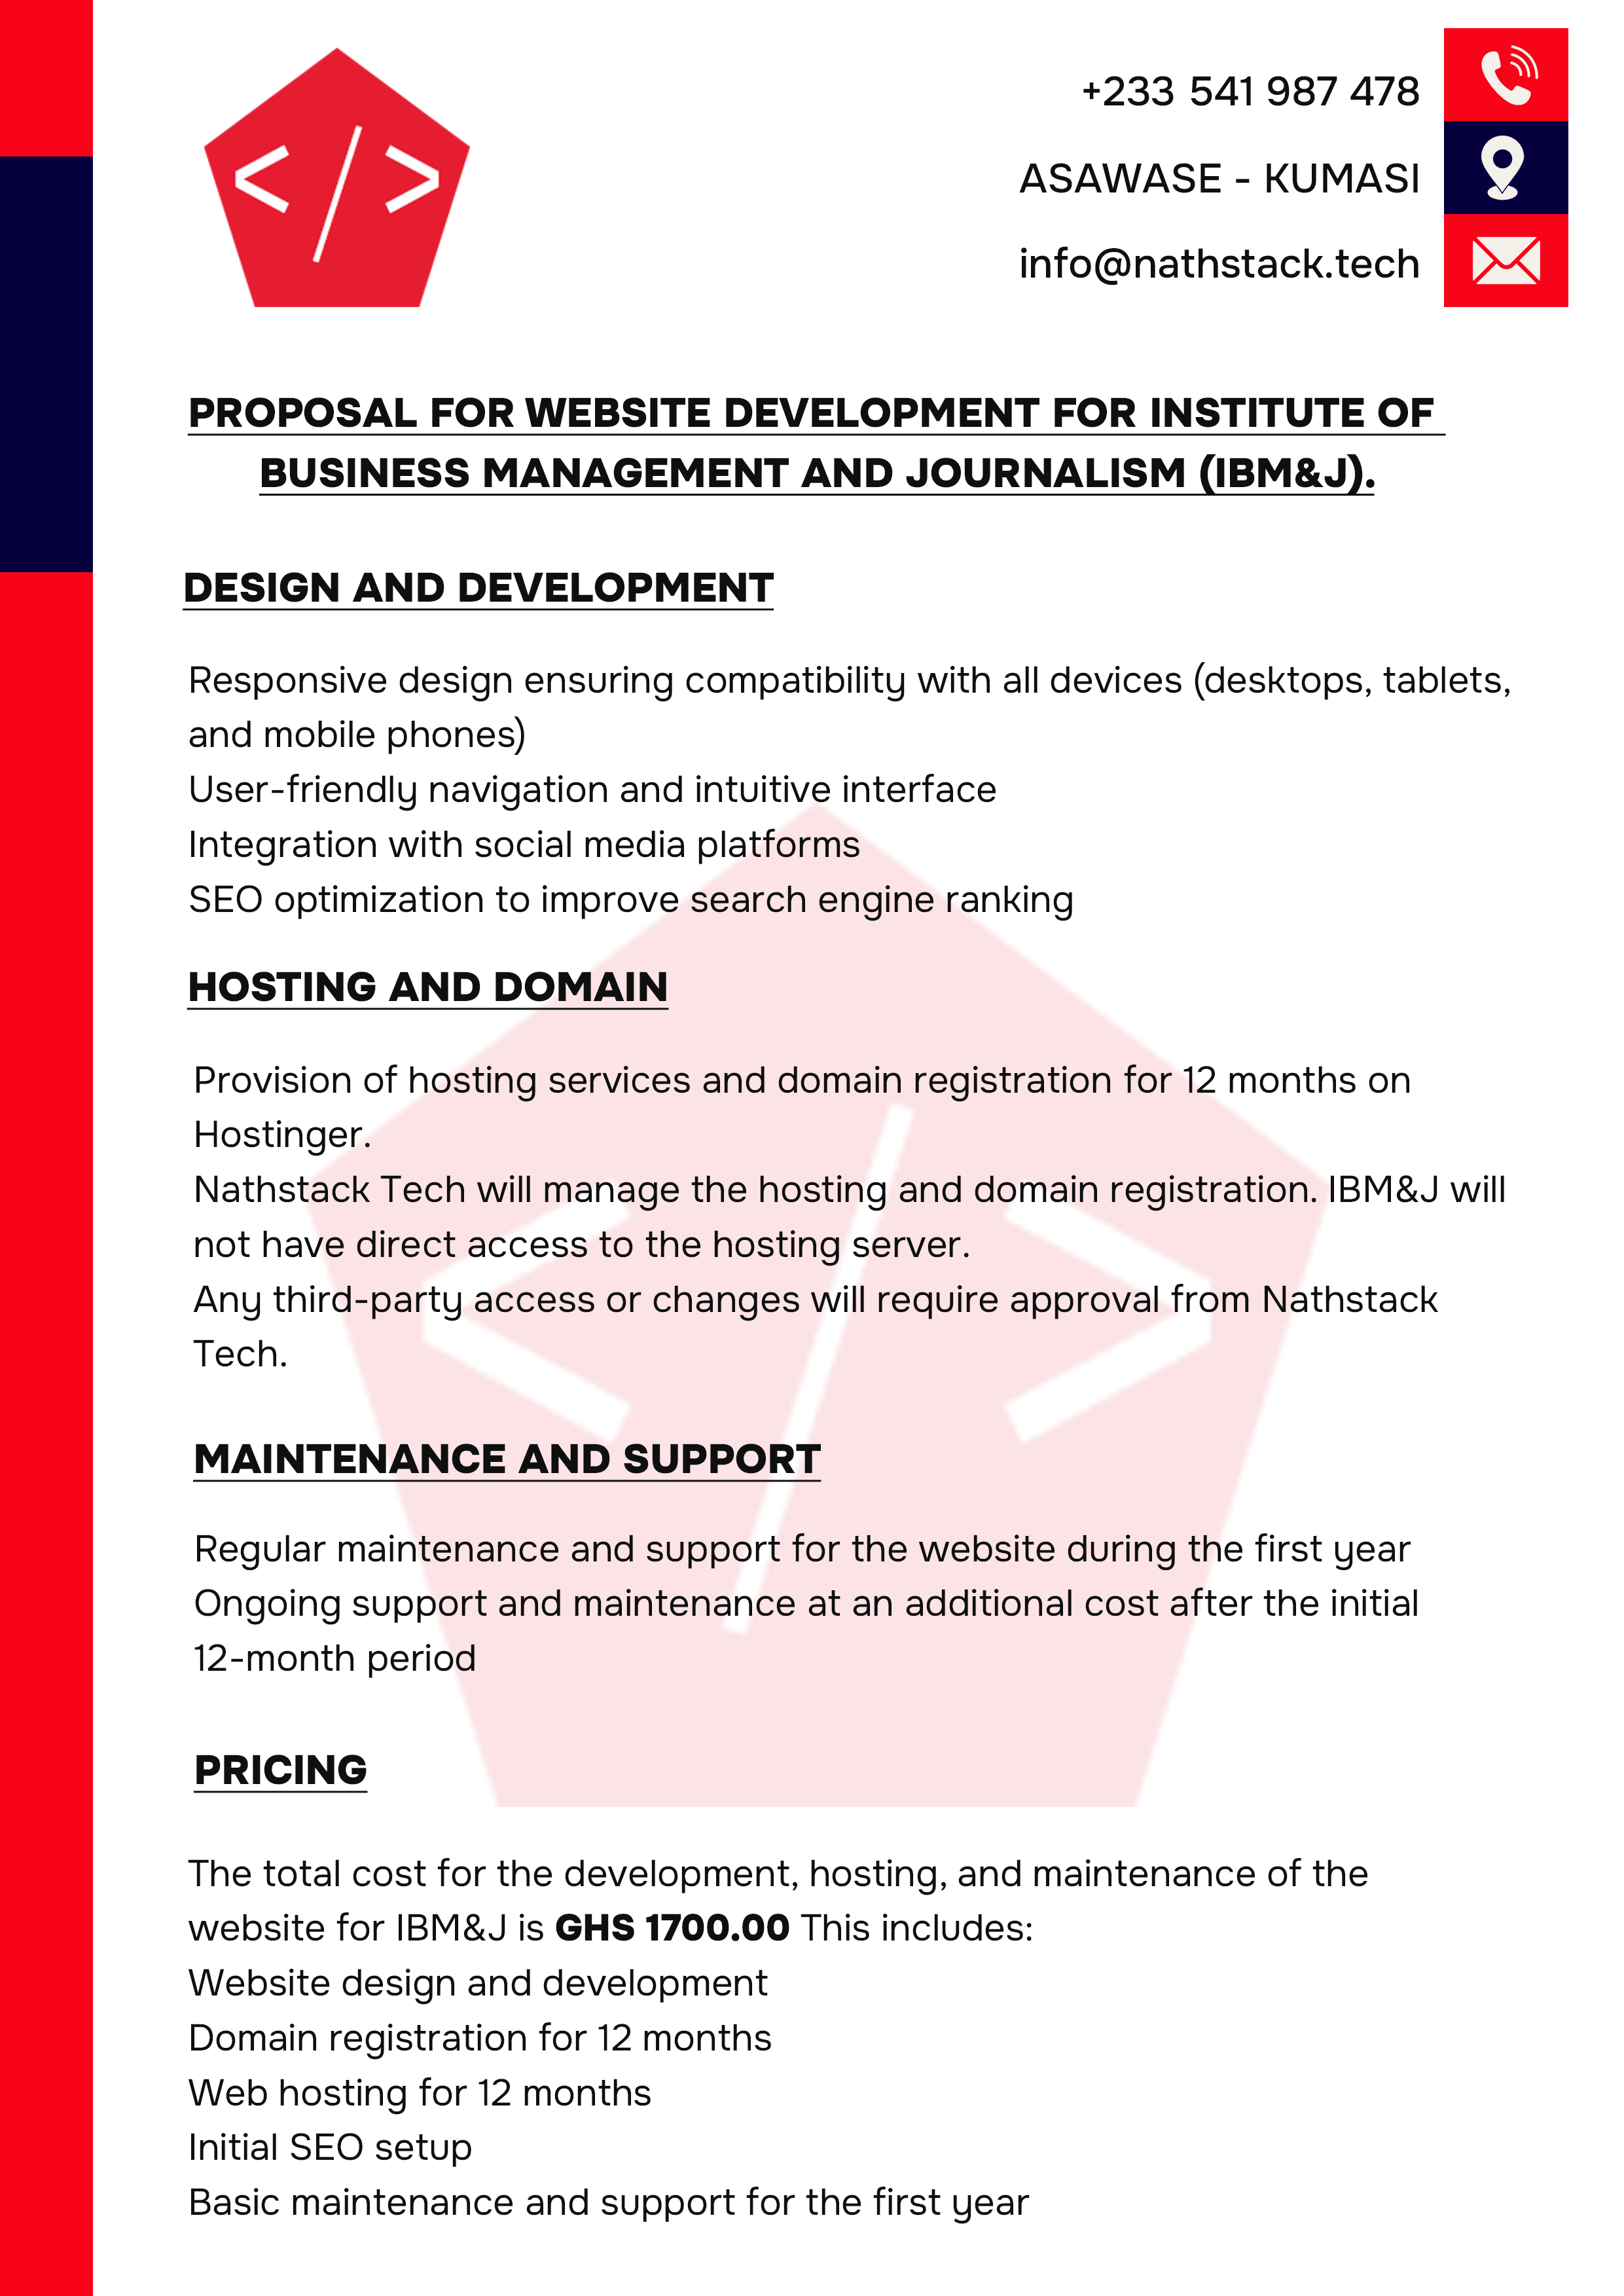 </>
+233 541 987 478
ASAWASE - KUMASI
info@nathstack.tech
PROPOSAL FOR WEBSITE DEVELOPMENT FOR INSTITUTE OF
BUSINESS MANAGEMENT AND JOURNALISM (IBM&J).
DESIGN AND DEVELOPMENT
Responsive design ensuring compatibility with all devices (desktops, tablets,
and mobile phones)
User-friendly navigation and intuitive interface
Integration with social media platforms
SEO optimization to improve search engine ranking
HOSTING AND DOMAIN
Provision of hosting services and domain registration for 12 months on
Hostinger.
Nathstack Tech will manage the hosting and domain registration. IBM&J will
not have direct access to the hosting server.
Any third-party access or changes will require approval from Nathstack
Tech.
MAINTENANCE AND SUPPORT
Regular maintenance and support for the website during the first year
Ongoing support and maintenance at an additional cost after the initial
12-month period
PRICING
The total cost for the development, hosting, and maintenance of the
website for IBM&J is GHS 1700.00 This includes:
Website design and development
Domain registration for 12 months
Web hosting for 12 months
Initial SEO setup
Basic maintenance and support for the first year